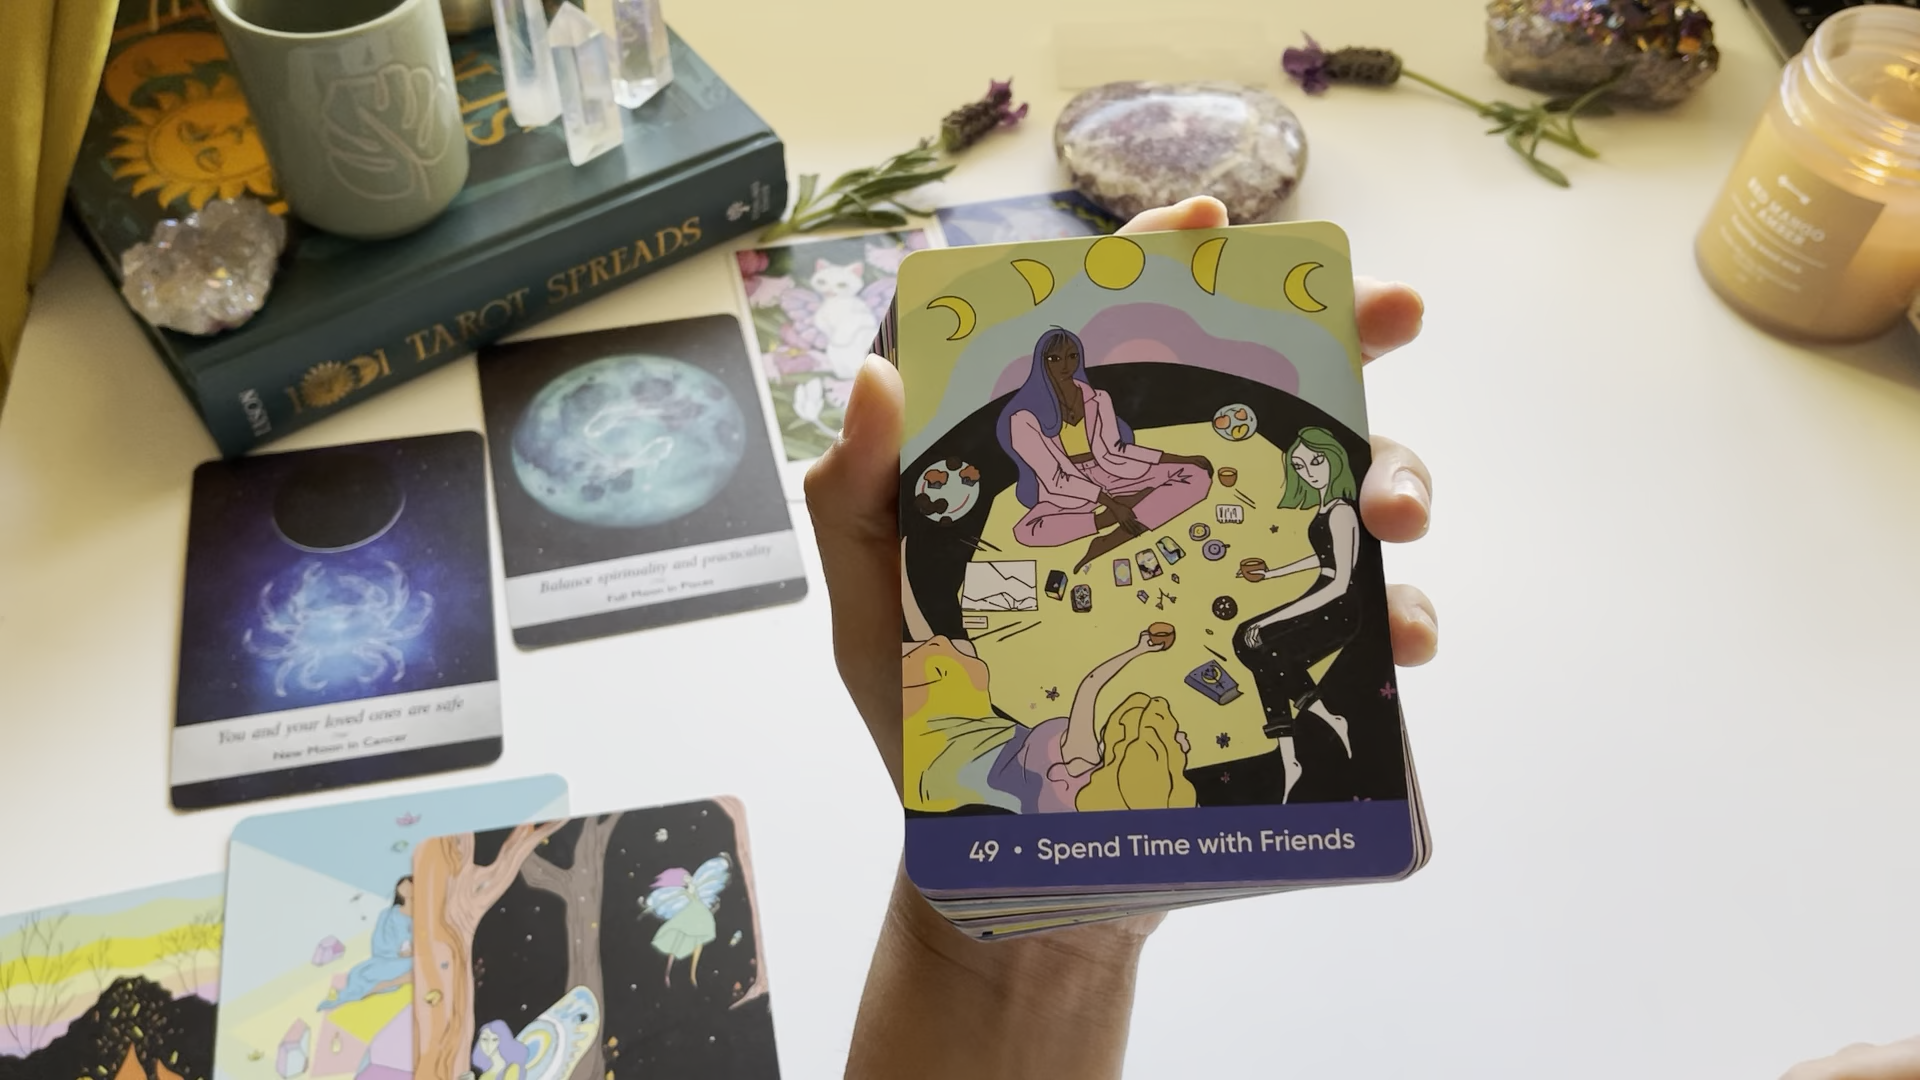 TAROT SPREADS
Balance spirituality and practicality
Full Moon in Pisces
You and your loved ones are safe
New Moon in Cancer
49 • Spend Time with Friends